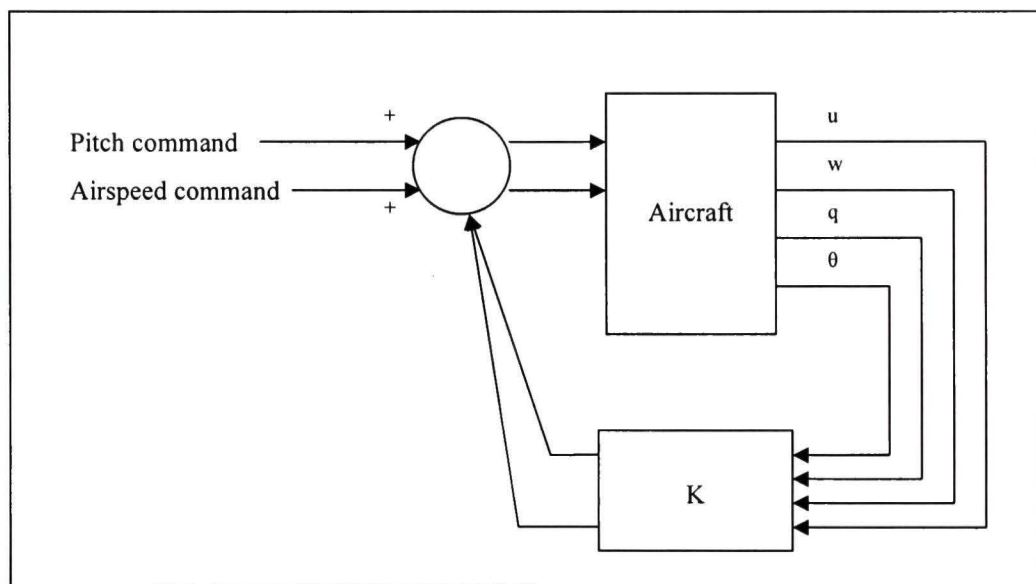 +
Pitch command
Airspeed command
+
Aircraft
u
w
q
θ
K